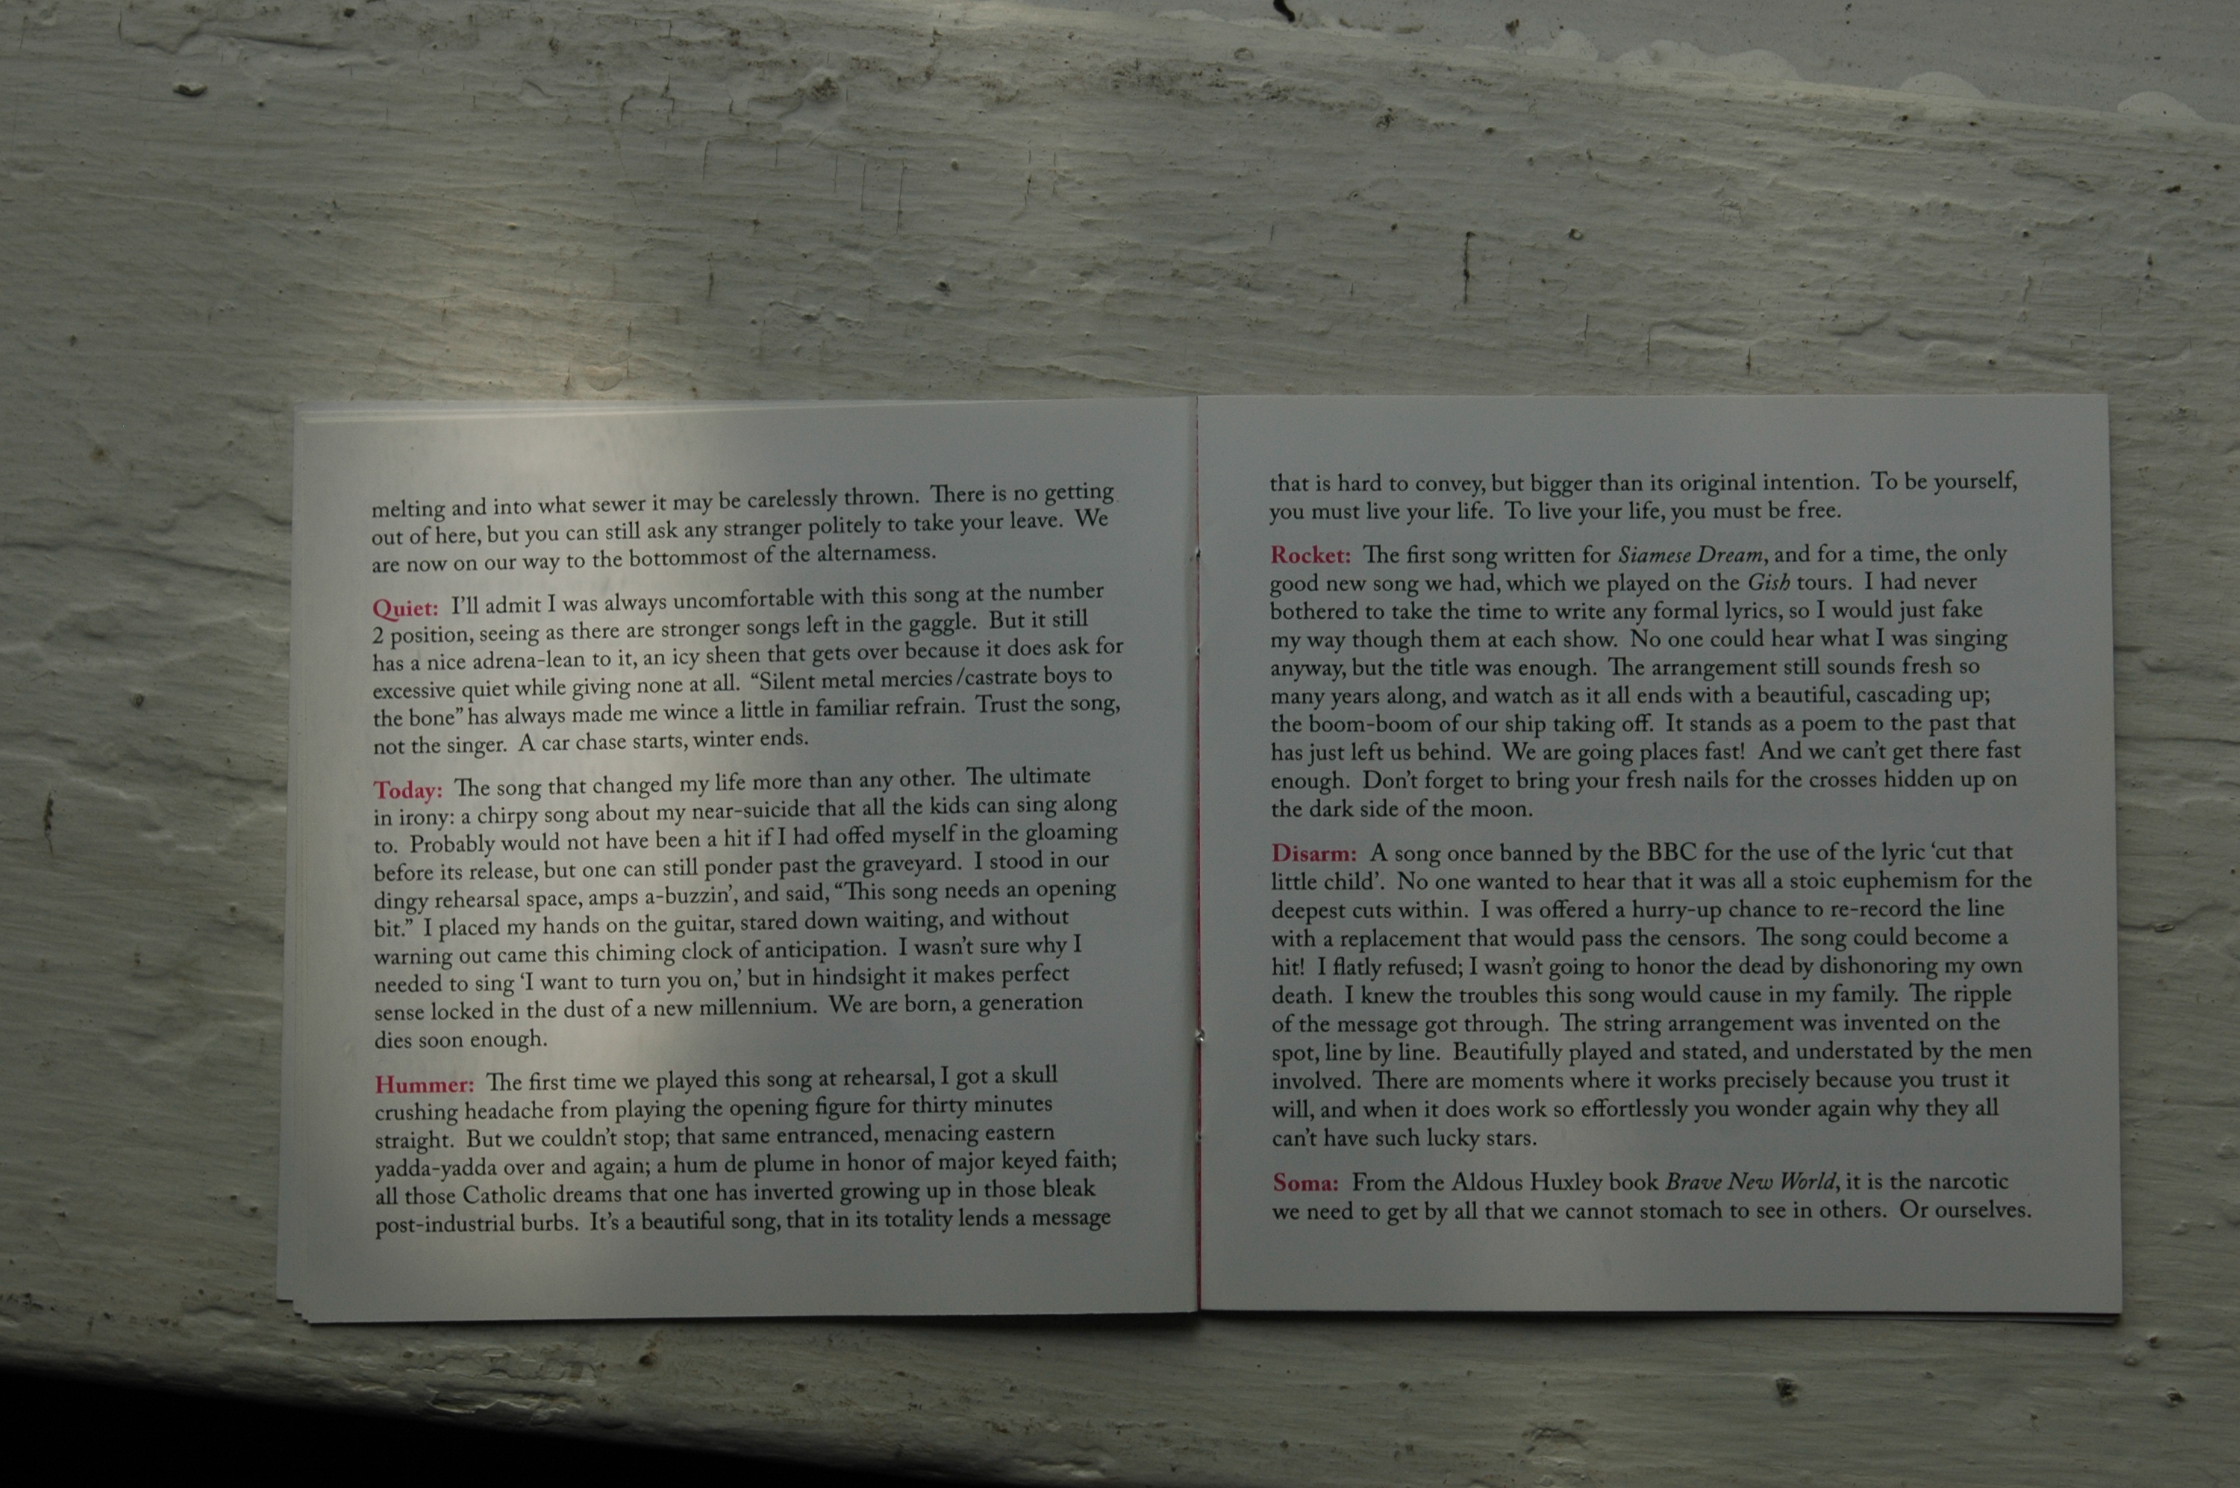 melting and into what sewer it may be carelessly thrown. There is no getting
out of here, but you can still ask any stranger politely to take your leave. We
are now on our way to the bottommost of the alternamess.
Quiet: I'll admit I was always uncomfortable with this song at the number
2 position, seeing as there are stronger songs left in the gaggle. But it still
has a nice adrena-lean to it, an icy sheen that gets over because it does ask for
excessive quiet while giving none at all. “Silent metal mercies/castrate boys to
the bone” has always made me wince a little in familiar refrain. Trust the song,
not the singer. A car chase starts, winter ends.
Today: The song that changed my life more than any other. The ultimate
in irony: a chirpy song about my near-suicide that all the kids can sing along
to. Probably would not have been a hit if I had offed myself in the gloaming
before its release, but one can still ponder past the graveyard. I stood in our
dingy rehearsal space, amps a-buzzin’, and said, “This song needs an opening
bit.” I placed my hands on the guitar, stared down waiting, and without
warning out came this chiming clock of anticipation. I wasn’t sure why I
needed to sing ‘I want to turn you on,’ but in hindsight it makes perfect
sense locked in the dust of a new millennium. We are born, a generation
dies soon enough.
Hummer: The first time we played this song at rehearsal, I got a skull
crushing headache from playing the opening figure for thirty minutes
straight. But we couldn’t stop; that same entranced, menacing eastern
yadda-yadda over and again; a hum de plume in honor of major keyed faith;
all those Catholic dreams that one has inverted growing up in those bleak
post-industrial burbs. It’s a beautiful song, that in its totality lends a message
that is hard to convey, but bigger than its original intention. To be yourself,
you must live your life. To live your life, you must be free.
Rocket: The first song written for Siamese Dream, and for a time, the only
good new song we had, which we played on the Gish tours. I had never
bothered to take the time to write any formal lyrics, so I would just fake
my way though them at each show. No one could hear what I was singing
anyway, but the title was enough. The arrangement still sounds fresh so
many years along, and watch as it all ends with a beautiful, cascading up;
the boom-boom of our ship taking off. It stands as a poem to the past that
has just left us behind. We are going places fast! And we can’t get there fast
enough. Don’t forget to bring your fresh nails for the crosses hidden up on
the dark side of the moon.
Disarm: A song once banned by the BBC for the use of the lyric ‘cut that
little child’. No one wanted to hear that it was all a stoic euphemism for the
deepest cuts within. I was offered a hurry-up chance to re-record the line
with a replacement that would pass the censors. The song could become a
hit! I flatly refused; I wasn’t going to honor the dead by dishonoring my own
death. I knew the troubles this song would cause in my family. The ripple
of the message got through. The string arrangement was invented on the
spot, line by line. Beautifully played and stated, and understated by the men
involved. There are moments where it works precisely because you trust it
will, and when it does work so effortlessly you wonder again why they all
can’t have such lucky stars.
Soma: From the Aldous Huxley book Brave New World, it is the narcotic
we need to get by all that we cannot stomach to see in others. Or ourselves.